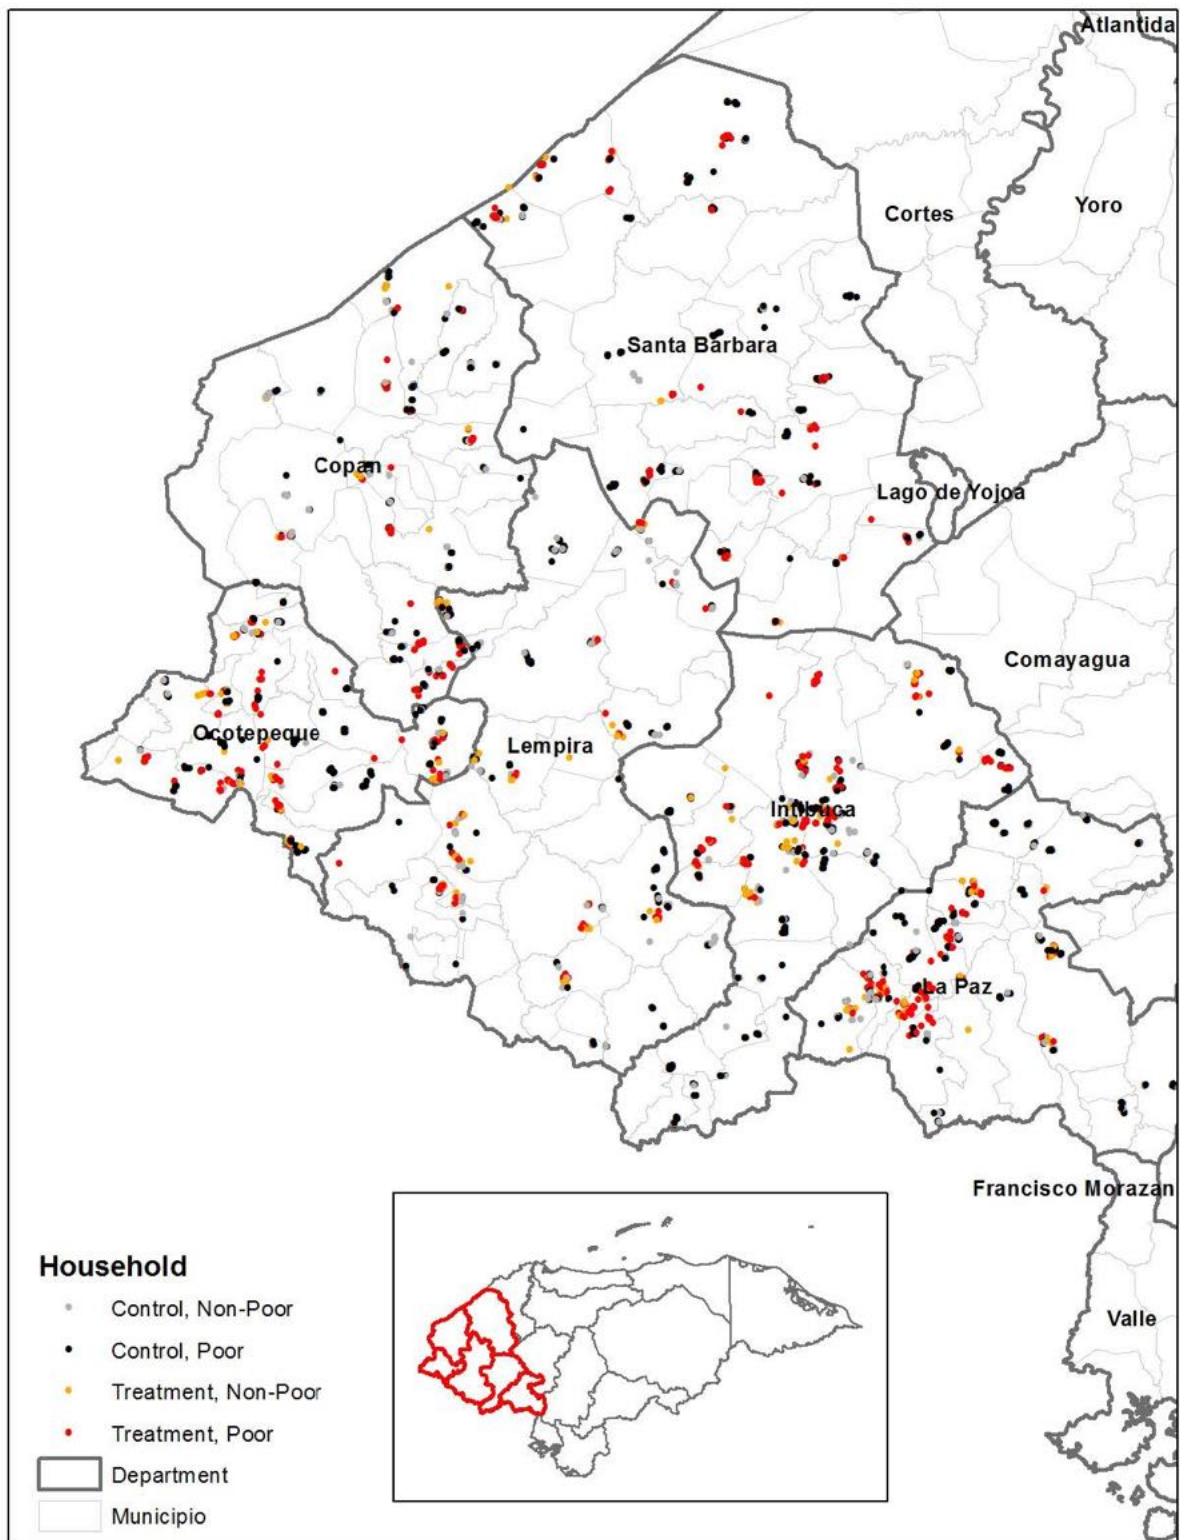 Atlantida
Cortes
Yoro
Santa Barbara
Copan
Lago de Yojoa
Comayagua
Ocotepeque
Lempira
Intibuca
La Paz
Francisco Morazan
Valle
Household
Control, Non-Poor
Control, Poor
Treatment, Non-Poor
Treatment, Poor
Department
Municipio